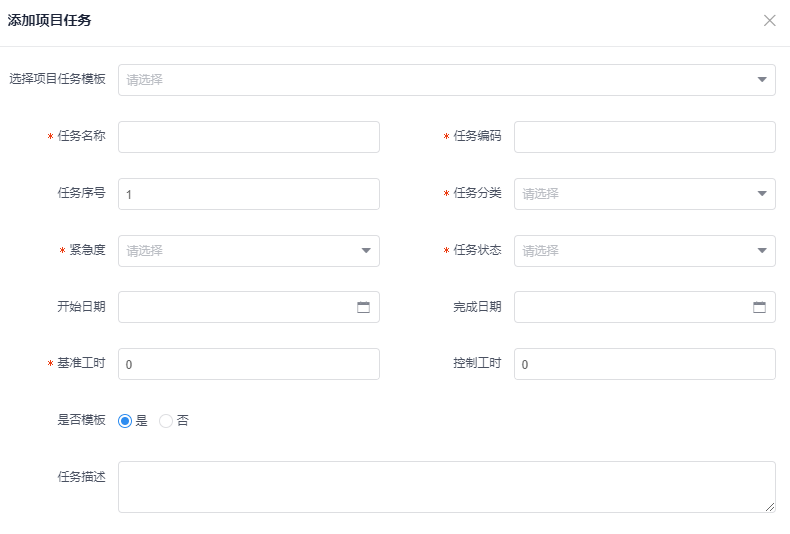 添加项目任务
选择项目任务模板 请选择
* 任务名称 * 任务编码
任务序号 1 * 任务分类 请选择
* 紧急度 请选择 * 任务状态 请选择
开始日期 完成日期
* 基准工时 0 控制工时 0
是否模板 是 否
任务描述